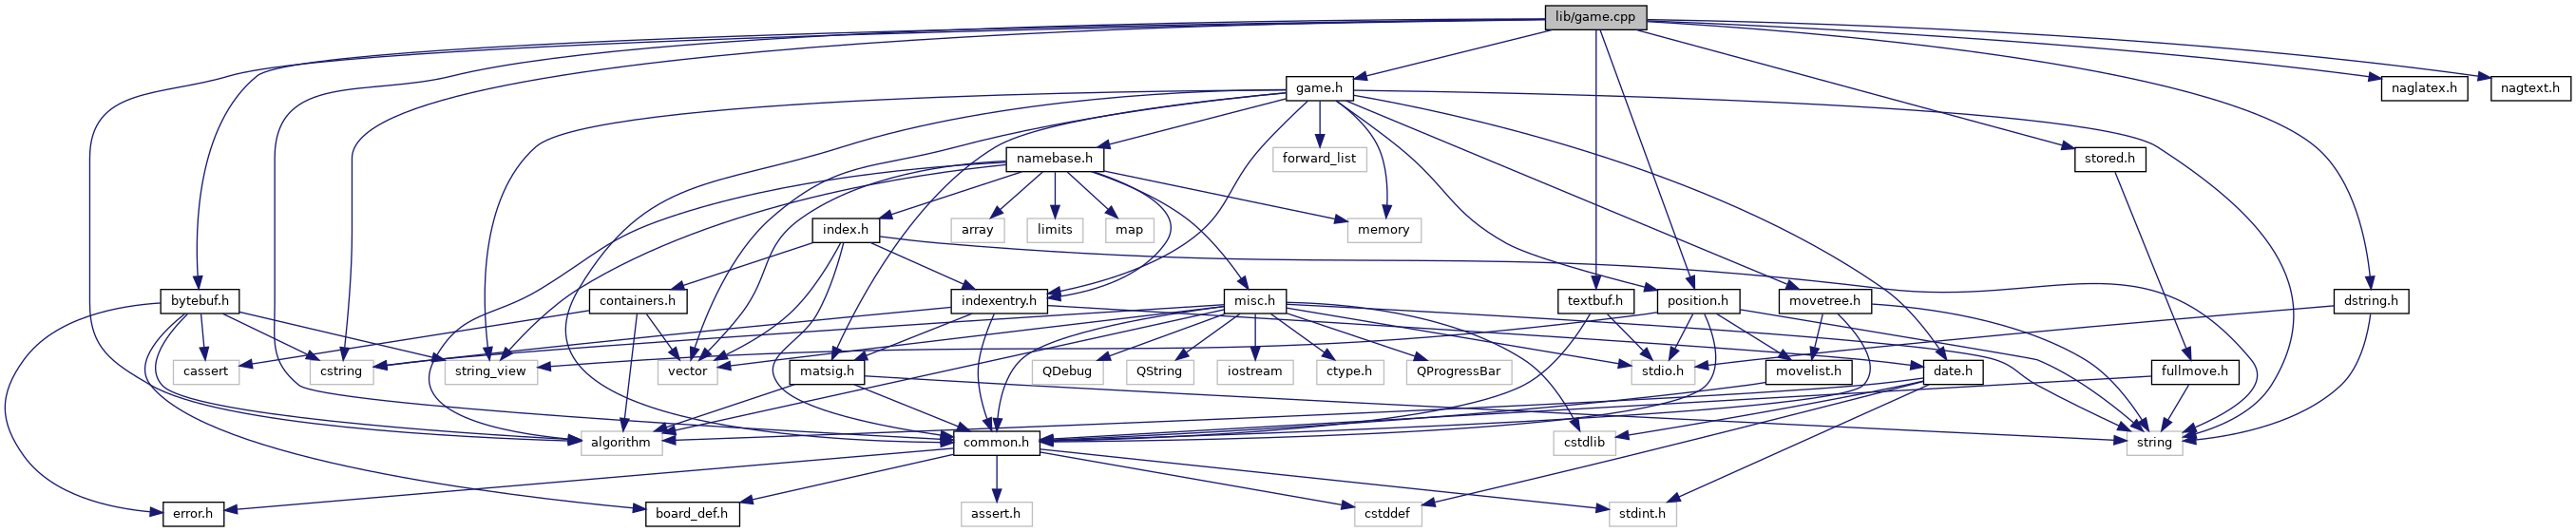 lib/game.cpp
game.h
naglatex.h
nagtext.h
namebase.h
forward_list
stored.h
index.h
array
limits
map
memory
bytebuf.h
containers.h
indexentry.h
misc.h
textbuf.h
position.h
movetree.h
dstring.h
cassert
cstring
string_view
vector
matsig.h
QDebug
QString
iostream
ctype.h
QProgressBar
stdio.h
movelist.h
date.h
fullmove.h
algorithm
common.h
cstdlib
string
error.h
board_def.h
assert.h
cstddef
stdint.h